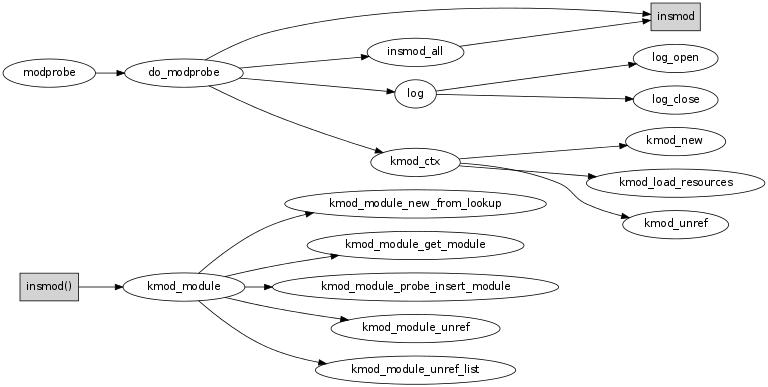 insmod
insmod_all
log_open
modprobe
do_modprobe
log
log_close
kmod_new
kmod_ctx
kmod_load_resources
kmod_module_new_from_lookup
kmod_unref
kmod_module_get_module
insmod()
kmod_module
kmod_module_probe_insert_module
kmod_module_unref
kmod_module_unref_list